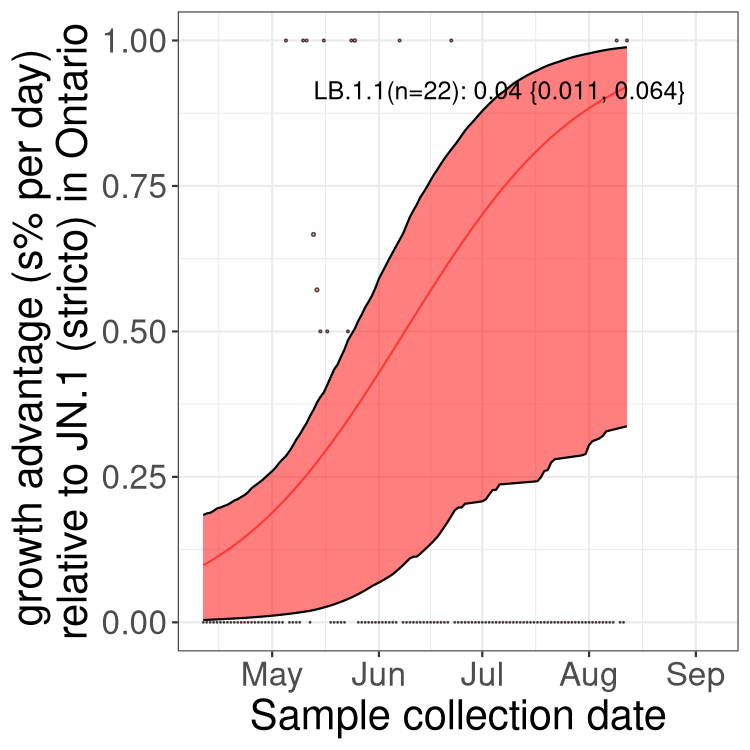 growth advantage (s% per day)
relative to JN.1 (stricto) in Ontario
1.00
0.75
0.50
0.25
0.00
LB.1.1(n=22): 0.04 {0.011, 0.064}
May Jun Jul Aug Sep
Sample collection date